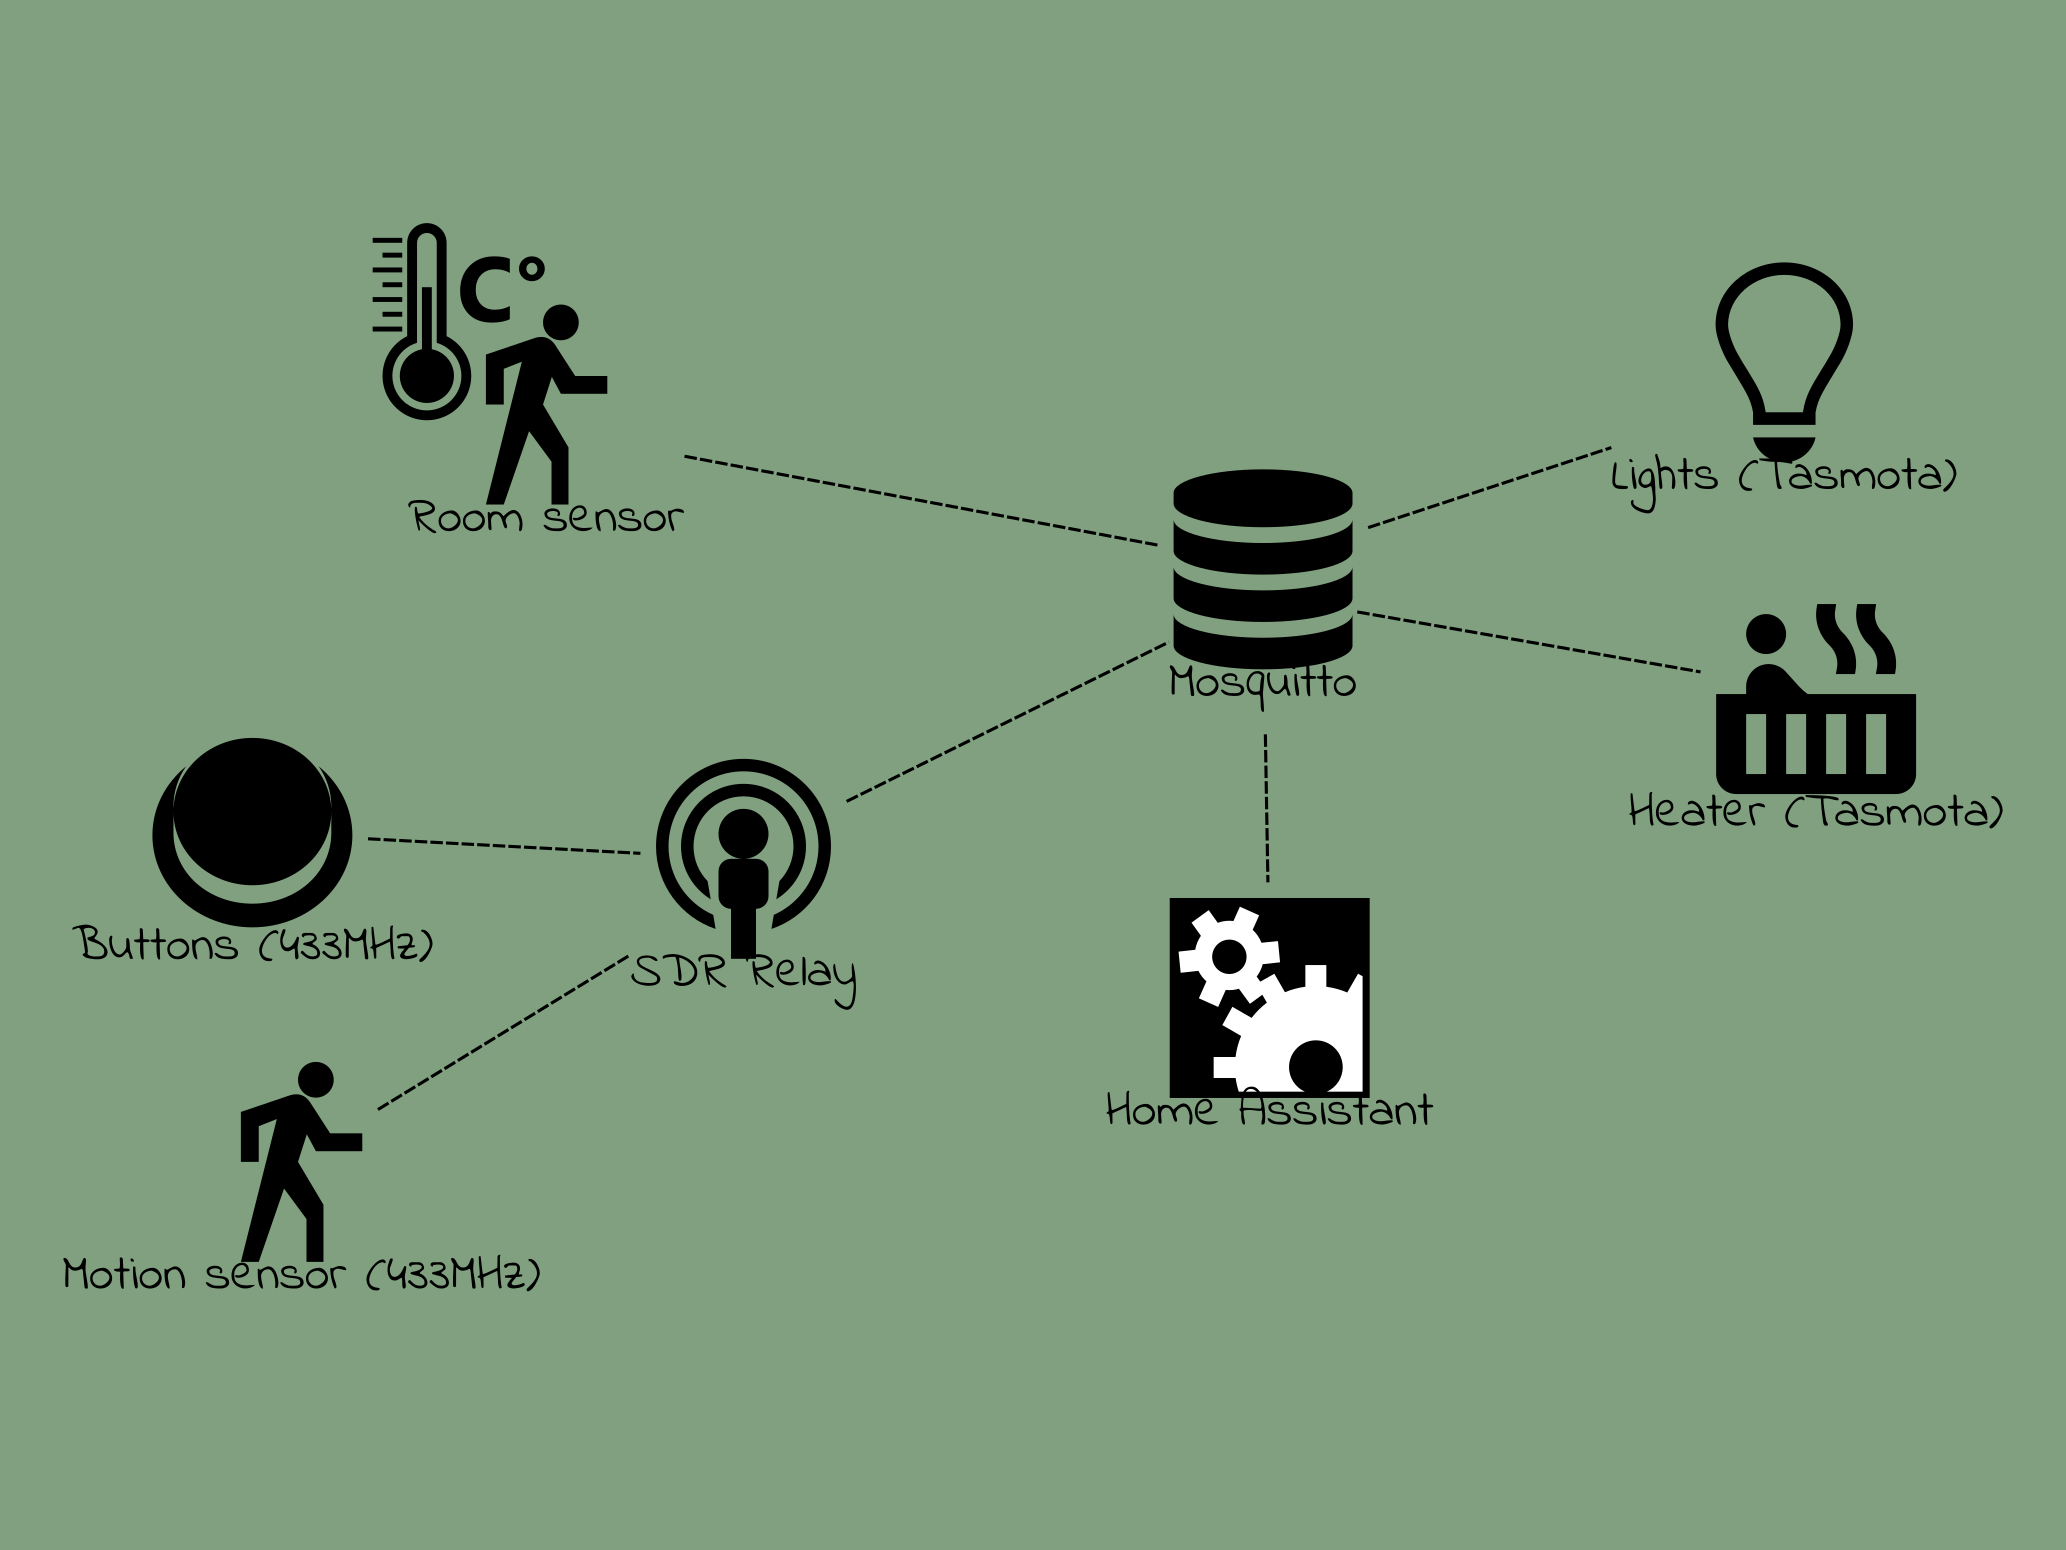 C°
Room sensor
Lights (Tasmota)
Mosquitto
Heater (Tasmota)
Buttons (433MHz)
SDR Relay
Home Assistant
Motion sensor (433MHz)